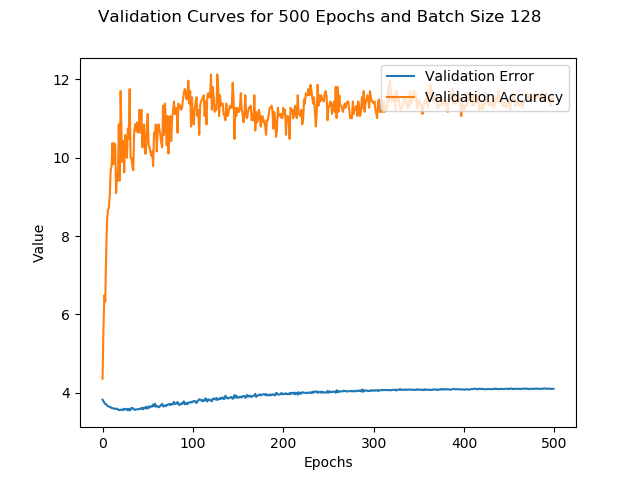 Validation Curves for 500 Epochs and Batch Size 128
Validation Error
Validation Accuracy
12
10
8
6
4
Value
0
100
200
300
400
500
Epochs